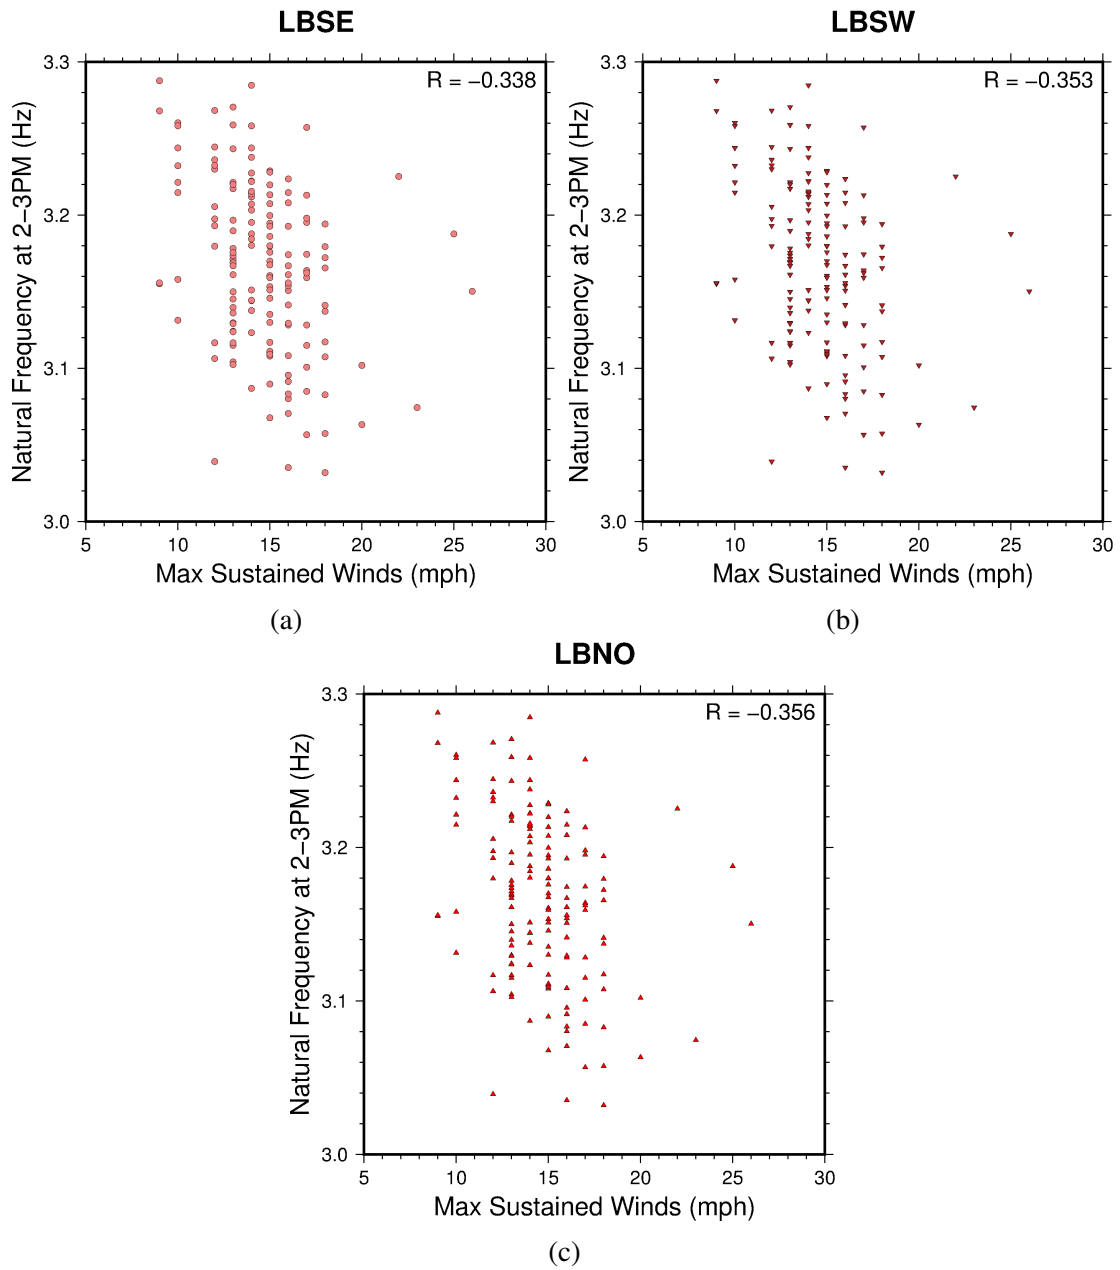 LBSE
LBSW
R = −0.338
R = −0.353
3.3
3.2
3.1
3.0
Natural Frequency at 2−3PM (Hz)
5 10 15 20 25 30
Max Sustained Winds (mph)
(a)
3.3
3.2
3.1
3.0
Natural Frequency at 2−3PM (Hz)
5 10 15 20 25 30
Max Sustained Winds (mph)
(b)
LBNO
R = −0.356
3.3
3.2
3.1
3.0
Natural Frequency at 2−3PM (Hz)
5 10 15 20 25 30
Max Sustained Winds (mph)
(c)